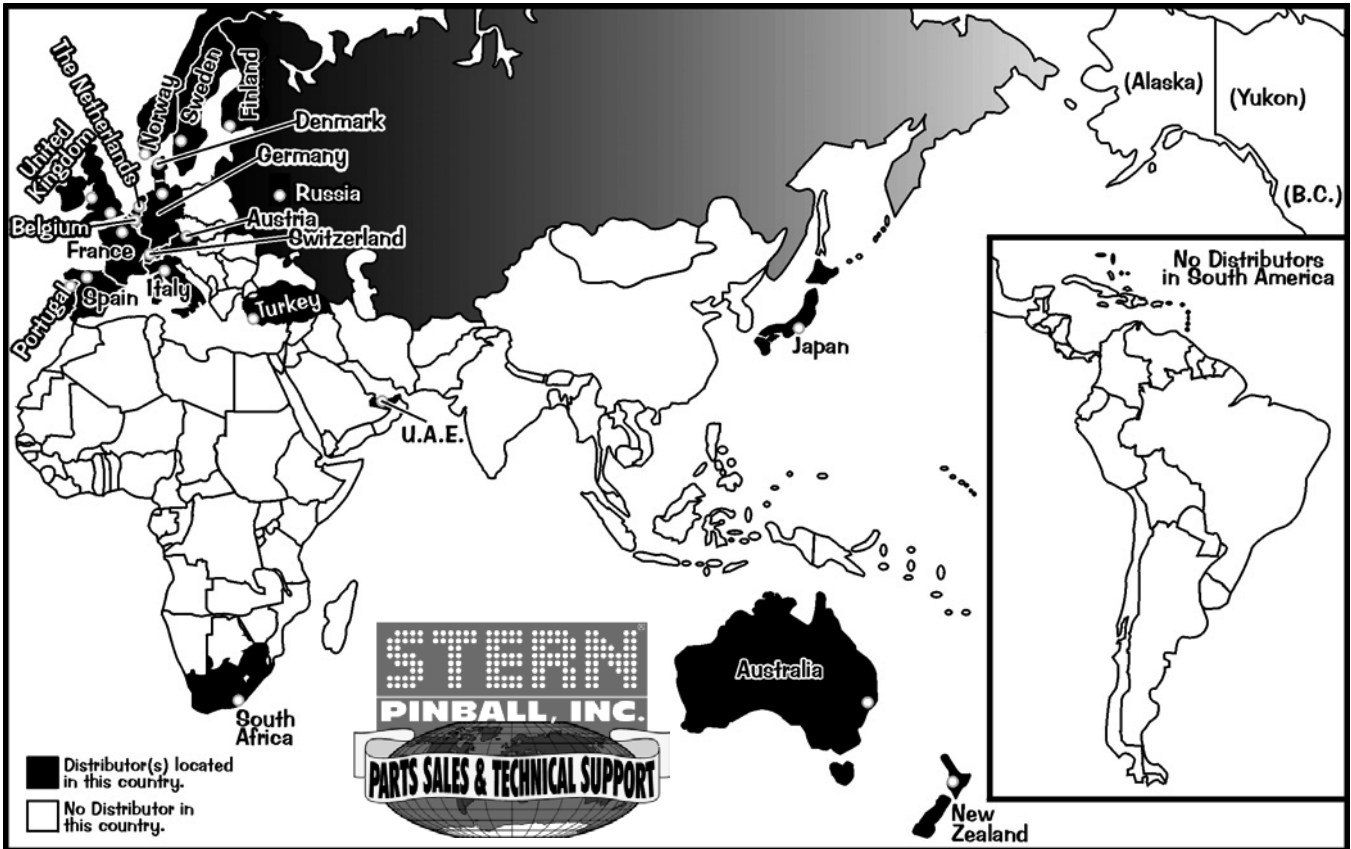 The Netherlands
Norway
Sweden
Finland
United
Kingdom
Denmark
Germany
Russia
Belgium
Austria
France
Switzerland
Portugal
Spain
Italy
Turkey
Japan
U.A.E.
(Alaska)
(Yukon)
(B.C.)
No Distributors
in South America
South
Africa
Australia
New
Zealand
STERN®
PINBALL, INC.
PARTS SALES & TECHNICAL SUPPORT
Distributor(s) located
in this country.
No Distributor in
this country.